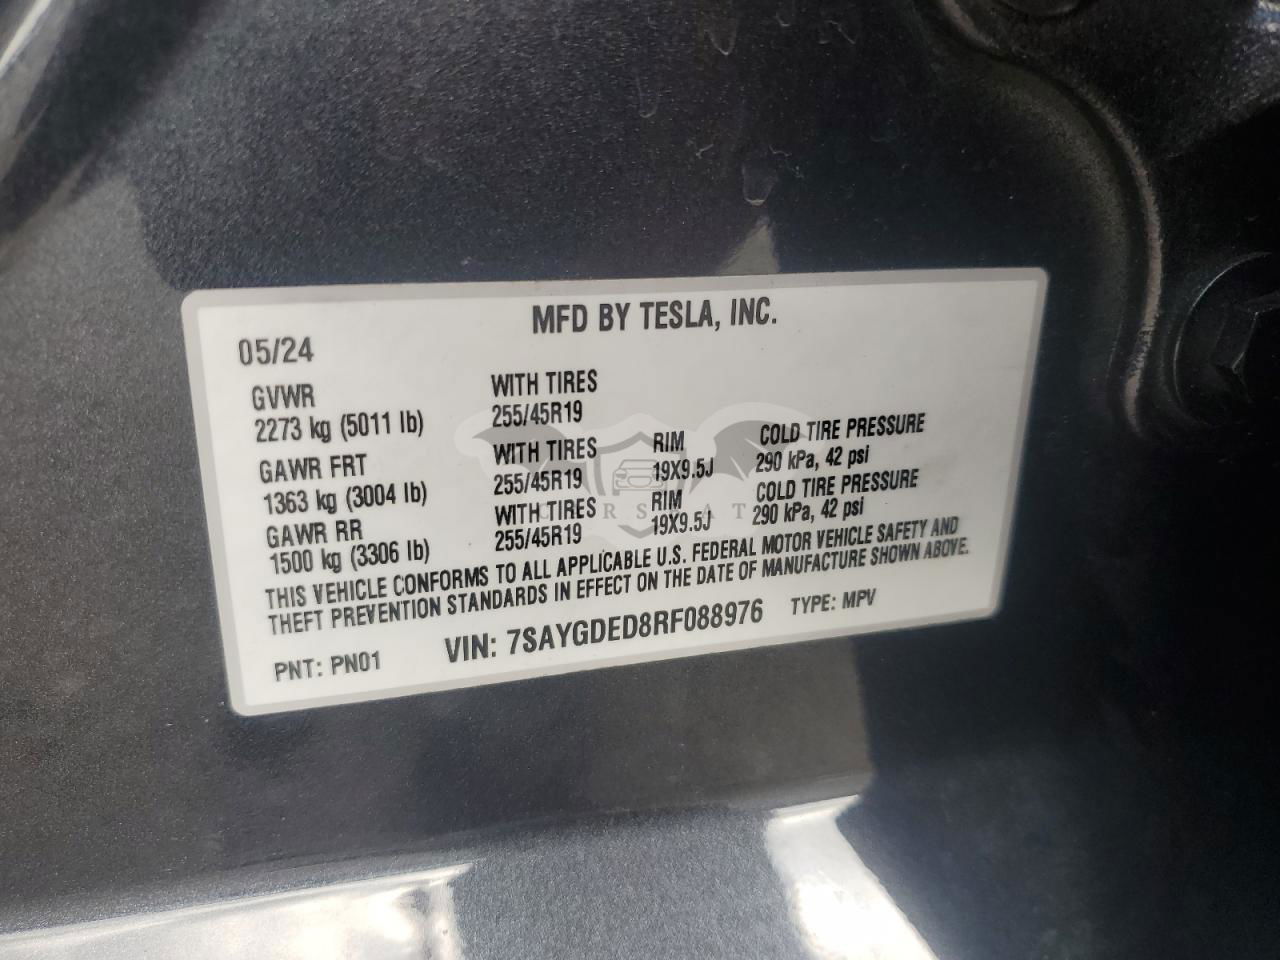 MFD BY TESLA, INC.
05/24
GVWR WITH TIRES
2273 kg (5011 lb) 255/45R19
GAWR FRT WITH TIRES RIM COLD TIRE PRESSURE
1363 kg (3004 lb) 255/45R19 19X9.5J 290 kPa, 42 psi
GAWR RR WITH TIRES RIM COLD TIRE PRESSURE
1500 kg (3306 lb) 255/45R19 19X9.5J 290 kPa, 42 psi
THIS VEHICLE CONFORMS TO ALL APPLICABLE U.S. FEDERAL MOTOR VEHICLE SAFETY AND
THEFT PREVENTION STANDARDS IN EFFECT ON THE DATE OF MANUFACTURE SHOWN ABOVE.
PNT: PN01 VIN: 7SAYGDED8RF088976 TYPE: MPV